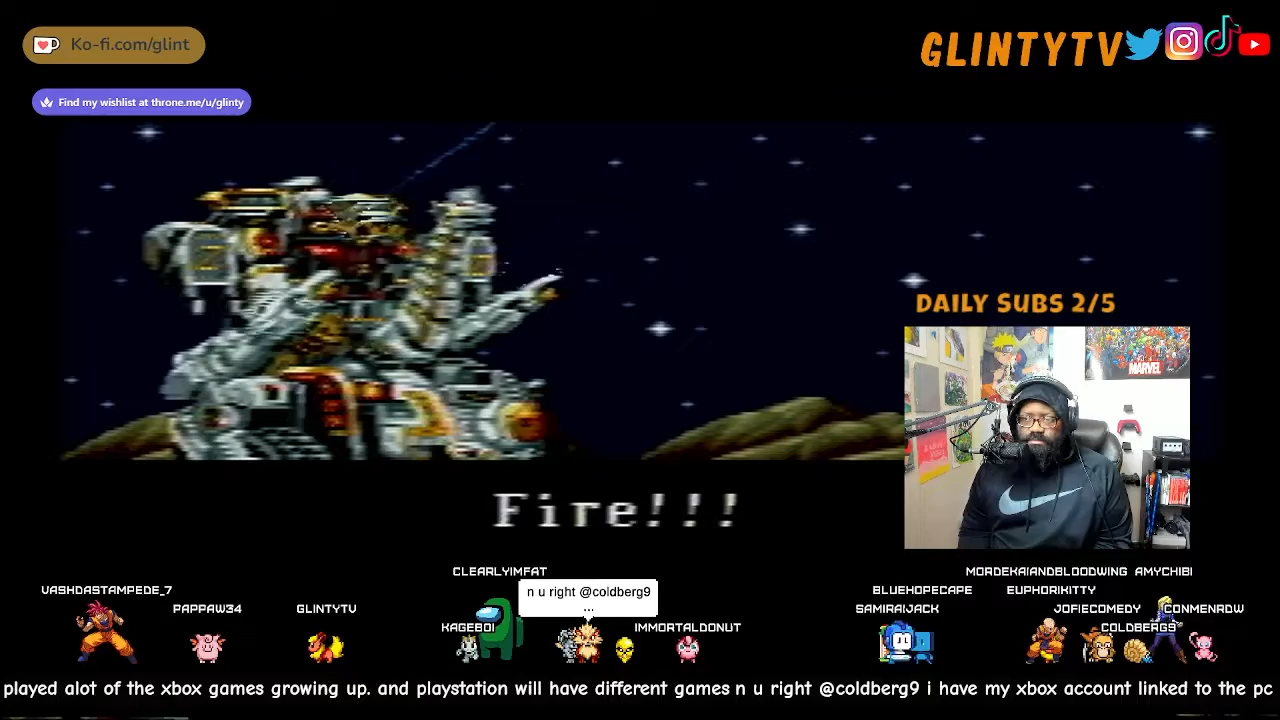 Ko-fi.com/glint
GLINTYTV
Find my wishlist at throne.me/u/glinty
DAILY SUBS 2/5
MARVEL
Fire!!!
CLEARLYIMFAT
MORDEKAIANDBLOODWING AMYCHIBI
VASHDASTAMPEDE_7
n u right @coldberg9
...
BLUEHOPECAPE
EUPHORIKITTY
PAPPAW34
GLINTYTV
SAMIRAIJACK
JOFIECOMEDY
CONMENRDW
KAGEBOI
IMMORTALDONUT
COLDBERG9
played alot of the xbox games growing up. and playstation will have different games n u right @coldberg9 i have my xbox account linked to the pc